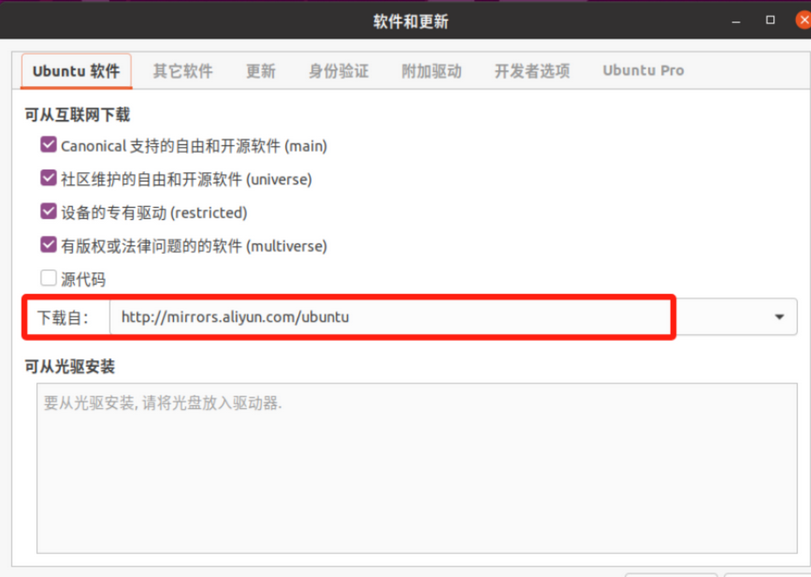 软件和更新
Ubuntu 软件 其它软件 更新 身份验证 附加驱动 开发者选项 Ubuntu Pro
可从互联网下载
Canonical 支持的自由和开源软件 (main)
社区维护的自由和开源软件 (universe)
设备的专有驱动 (restricted)
有版权或法律问题的的软件 (multiverse)
源代码
下载自： http://mirrors.aliyun.com/ubuntu
可从光驱安装
要从光驱安装, 请将光盘放入驱动器.